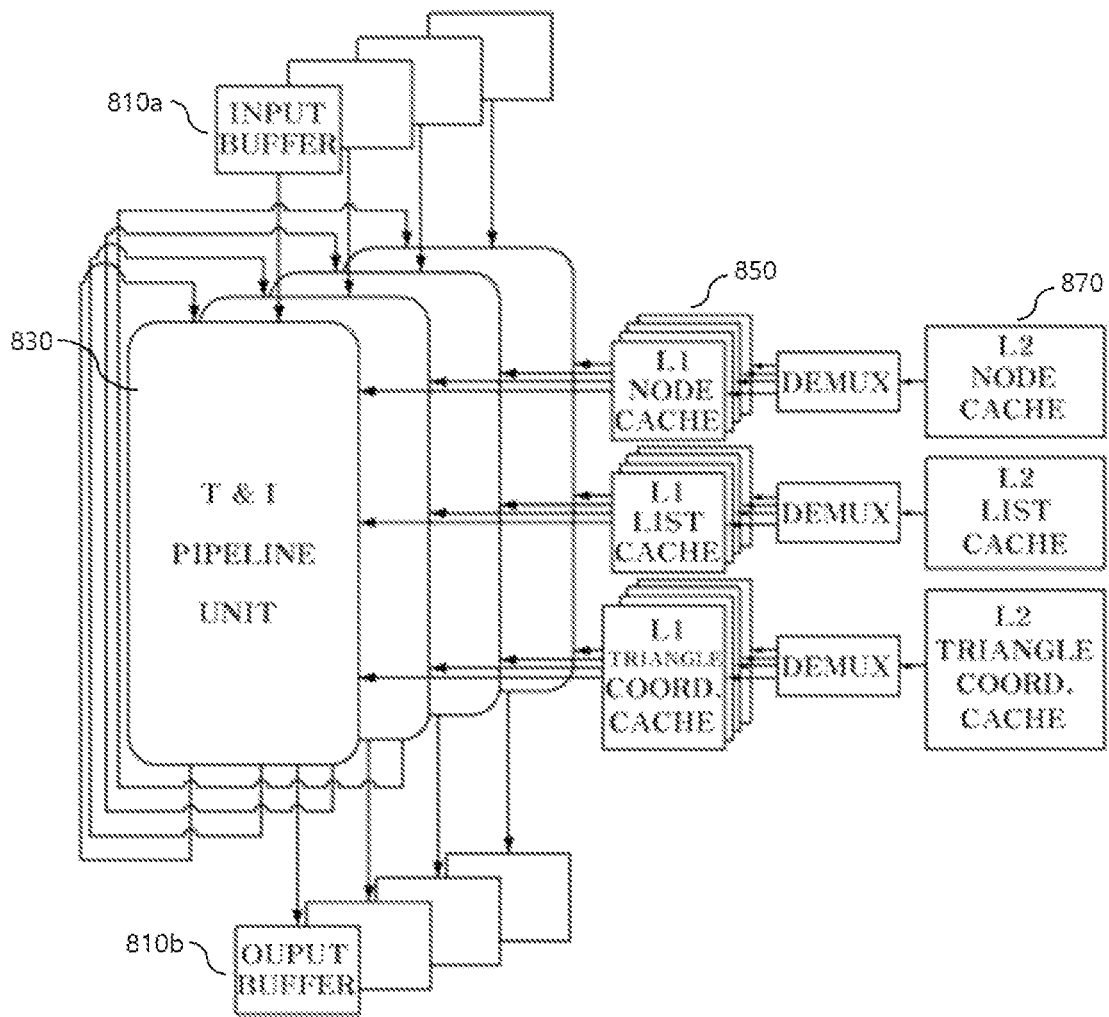 810a
INPUT
BUFFER
830
T & I
PIPELINE
UNIT
850
870
L1
NODE
CACHE
DEMUX
L2
NODE
CACHE
L1
LIST
CACHE
DEMUX
L2
LIST
CACHE
L1
TRIANGLE
COORD.
CACHE
DEMUX
L2
TRIANGLE
COORD.
CACHE
810b
OUPUT
BUFFER